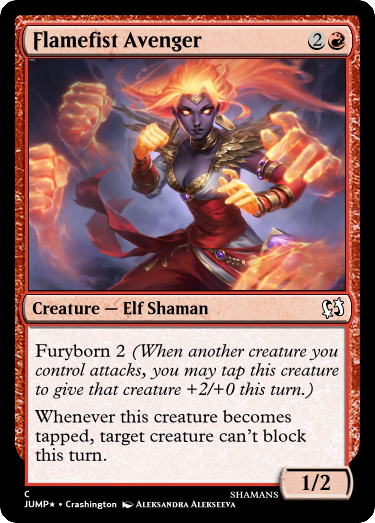 Flamefist Avenger 2
Creature — Elf Shaman
Furyborn 2 (When another creature you
control attacks, you may tap this creature
to give that creature +2/+0 this turn.)
Whenever this creature becomes
tapped, target creature can't block
this turn.
1/2
C SHAMANS
JUMP★ • Crashington Aleksandra Alekseeva